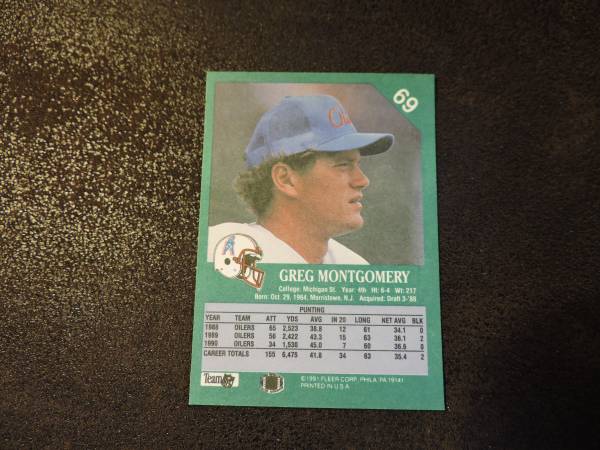 69
Oilers
GREG MONTGOMERY
College: Michigan St. Year: 4th Ht: 6-4 Wt: 217
Born: Oct. 29, 1964, Morristown, N.J. Acquired: Draft 3-'88
PUNTING
YEAR TEAM ATT YDS AVG IN 20 LONG NET AVG BLK
1988 OILERS 65 2,523 38.8 12 61 34.1 0
1989 OILERS 56 2,422 43.3 15 63 36.1 2
1990 OILERS 34 1,530 45.0 7 60 36.6 0
CAREER TOTALS 155 6,475 41.8 34 63 35.4 2
Team NFL
©1991 FLEER CORP., PHILA., PA 19141
PRINTED IN U.S.A.